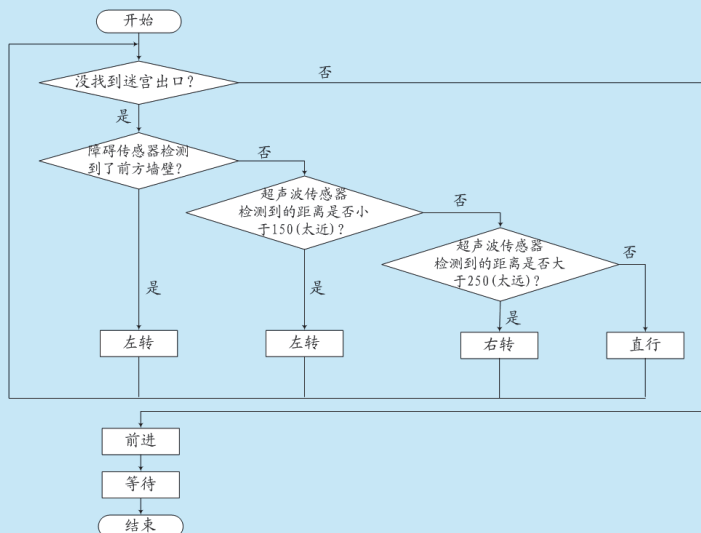 开始
没找到迷宫出口?
否
是
障碍传感器检测
到了前方墙壁?
否
超声波传感器
检测到的距离是否小
于150(太近)?
否
超声波传感器
检测到的距离是否大
于250(太远)?
否
是
是
是
左转
左转
右转
直行
前进
等待
结束